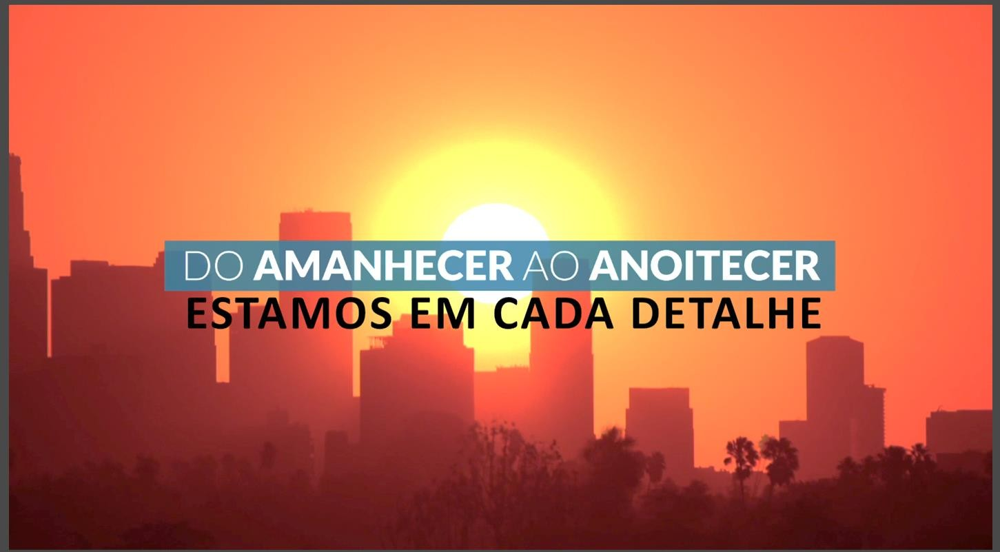 DO AMANHECER AO ANOITECER
ESTAMOS EM CADA DETALHE